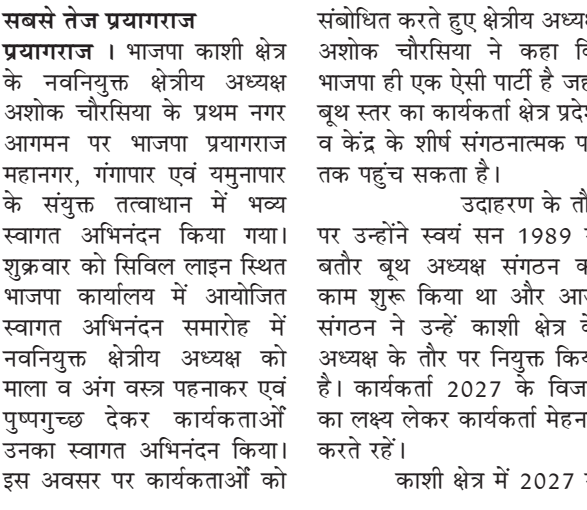 सबसे तेज प्रयागराज
प्रयागराज । भाजपा काशी क्षेत्र
के नवनियुक्त क्षेत्रीय अध्यक्ष
अशोक चौरसिया के प्रथम नगर
आगमन पर भाजपा प्रयागराज
महानगर, गंगापार एवं यमुनापार
के संयुक्त तत्वाधान में भव्य
स्वागत अभिनंदन किया गया।
शुक्रवार को सिविल लाइन स्थित
भाजपा कार्यालय में आयोजित
स्वागत अभिनंदन समारोह में
नवनियुक्त क्षेत्रीय अध्यक्ष को
माला व अंग वस्त्र पहनाकर एवं
पुष्पगुच्छ देकर कार्यकताओं
उनका स्वागत अभिनंदन किया।
इस अवसर पर कार्यकताओं को
संबोधित करते हुए क्षेत्रीय
अशोक चौरसिया ने कहा
भाजपा ही एक ऐसी पार्टी है
बूथ स्तर का कार्यकर्ता क्षेत्र
व केंद्र के शीर्ष संगठनात्मक
तक पहुंच सकता है।
उदाहरण के
पर उन्होंने स्वयं सन 1989
बतौर बूथ अध्यक्ष संगठन
काम शुरू किया था और
संगठन ने उन्हें काशी क्षेत्र
अध्यक्ष के तौर पर नियुक्त
है। कार्यकर्ता 2027 के
का लक्ष्य लेकर कार्यकर्ता
करते रहें।
काशी क्षेत्र में 2027